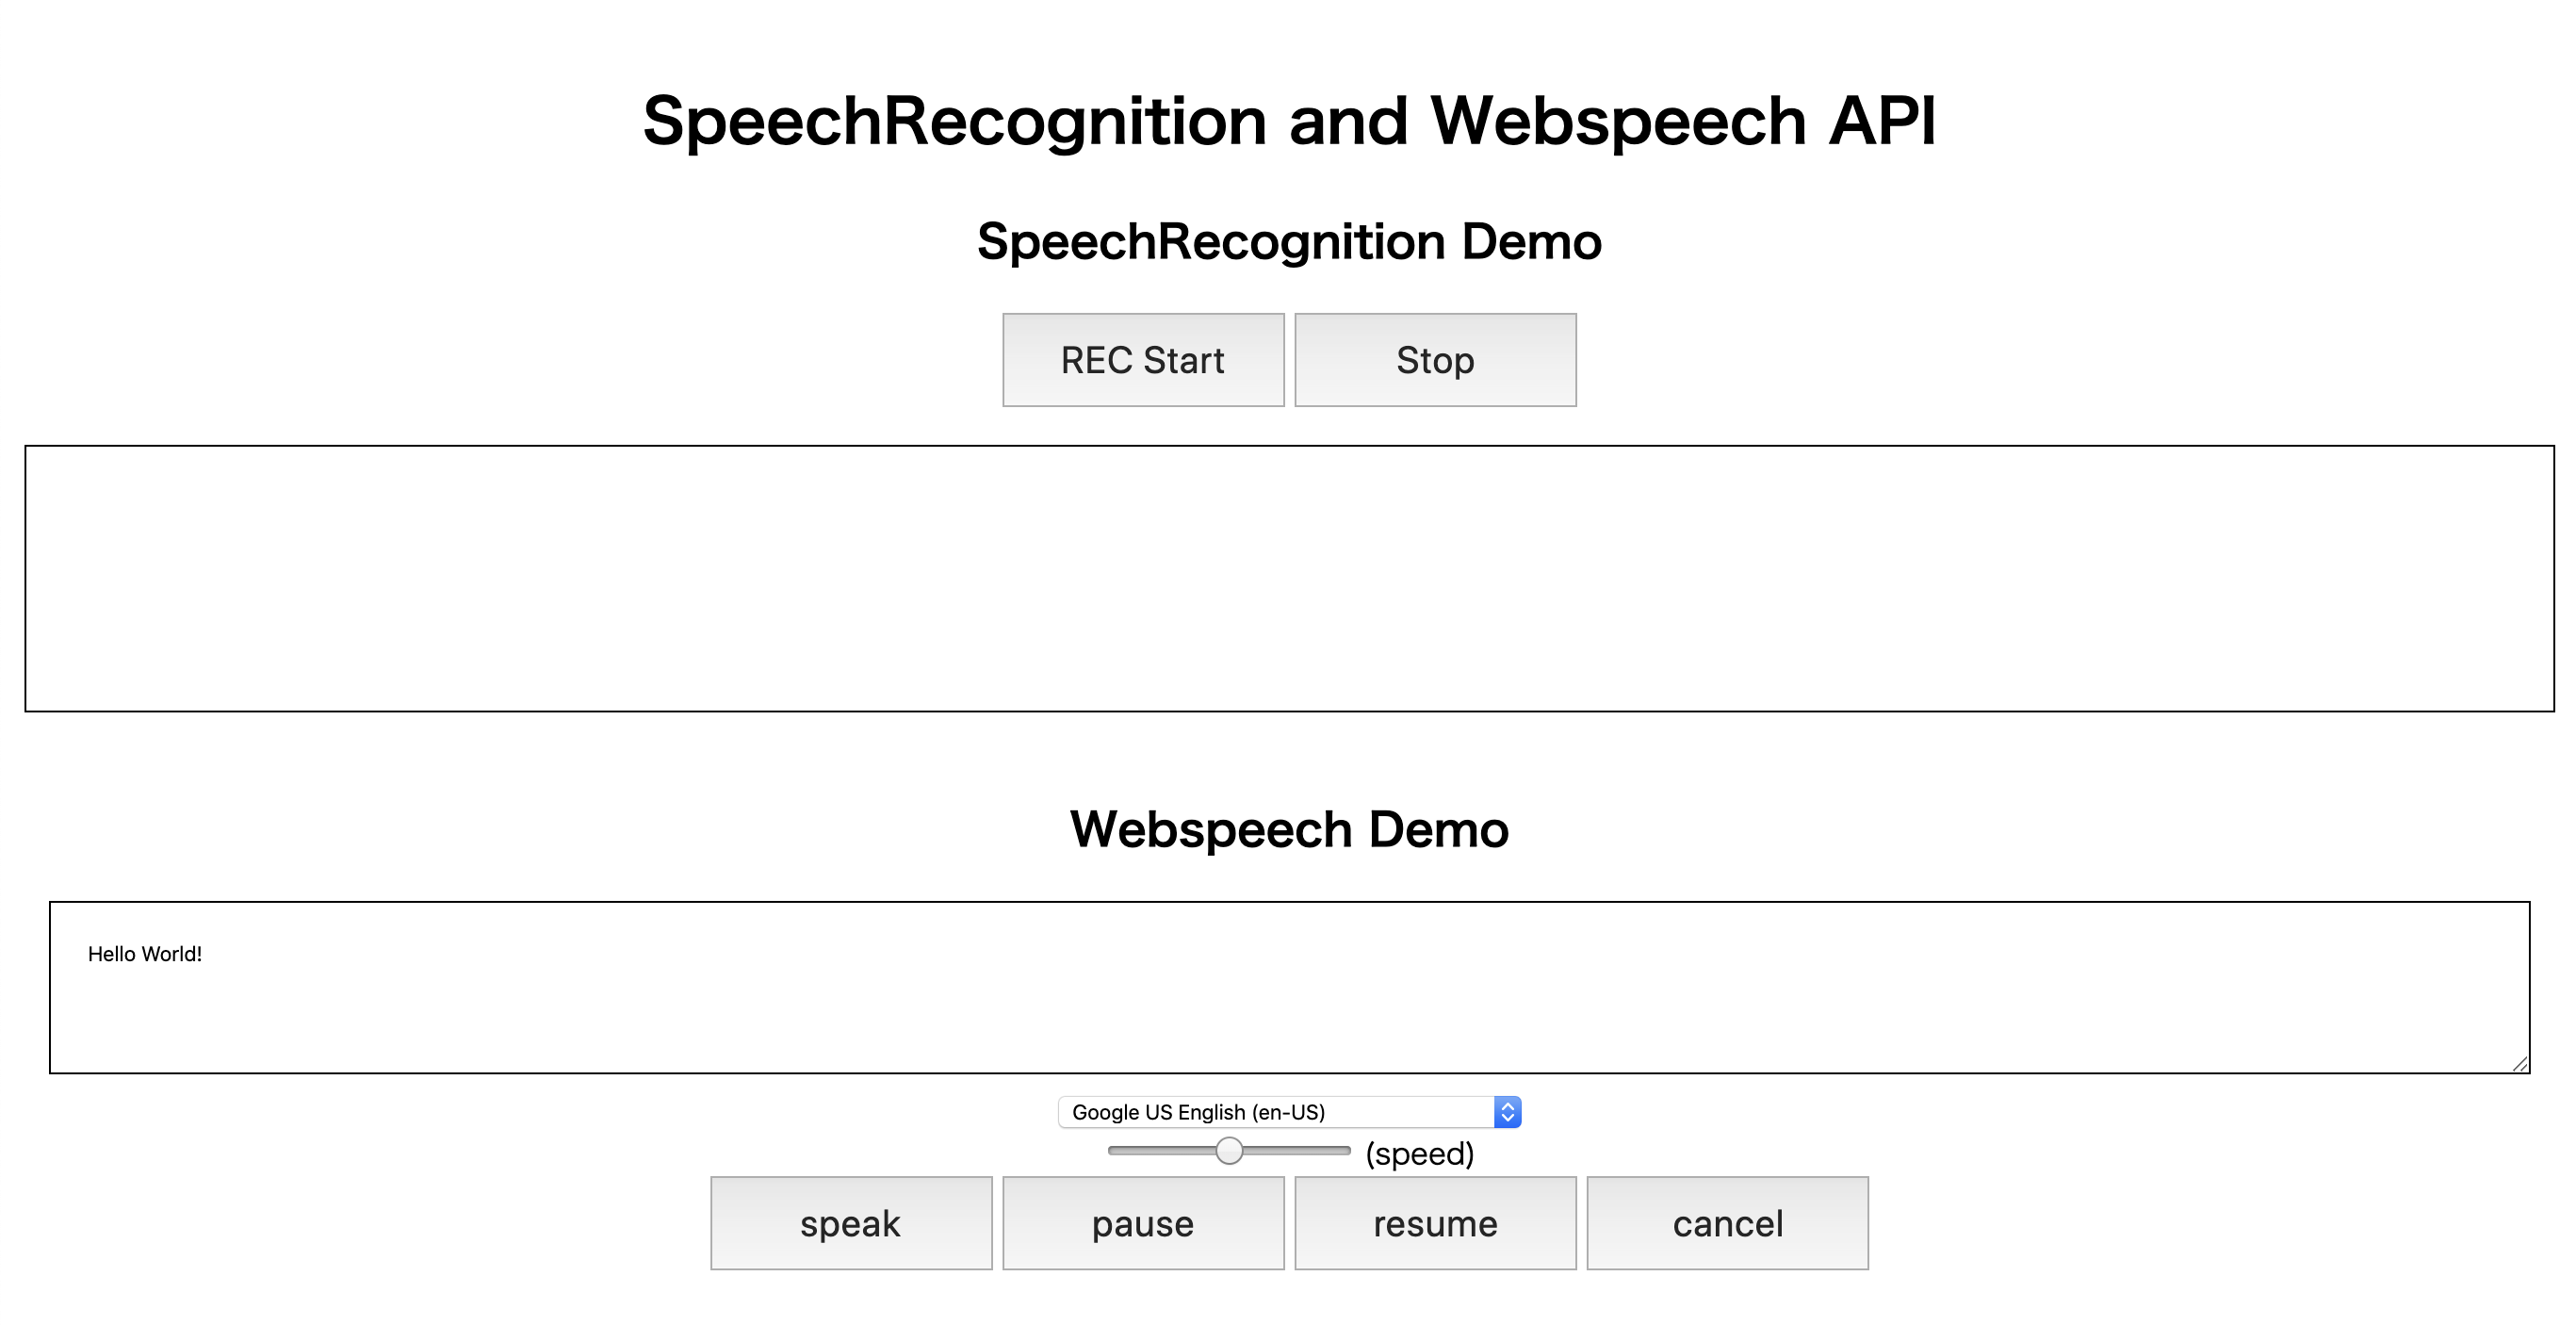 SpeechRecognition and Webspeech API
SpeechRecognition Demo
REC Start Stop
Webspeech Demo
Hello World!
Google US English (en-US)
(speed)
speak pause resume cancel